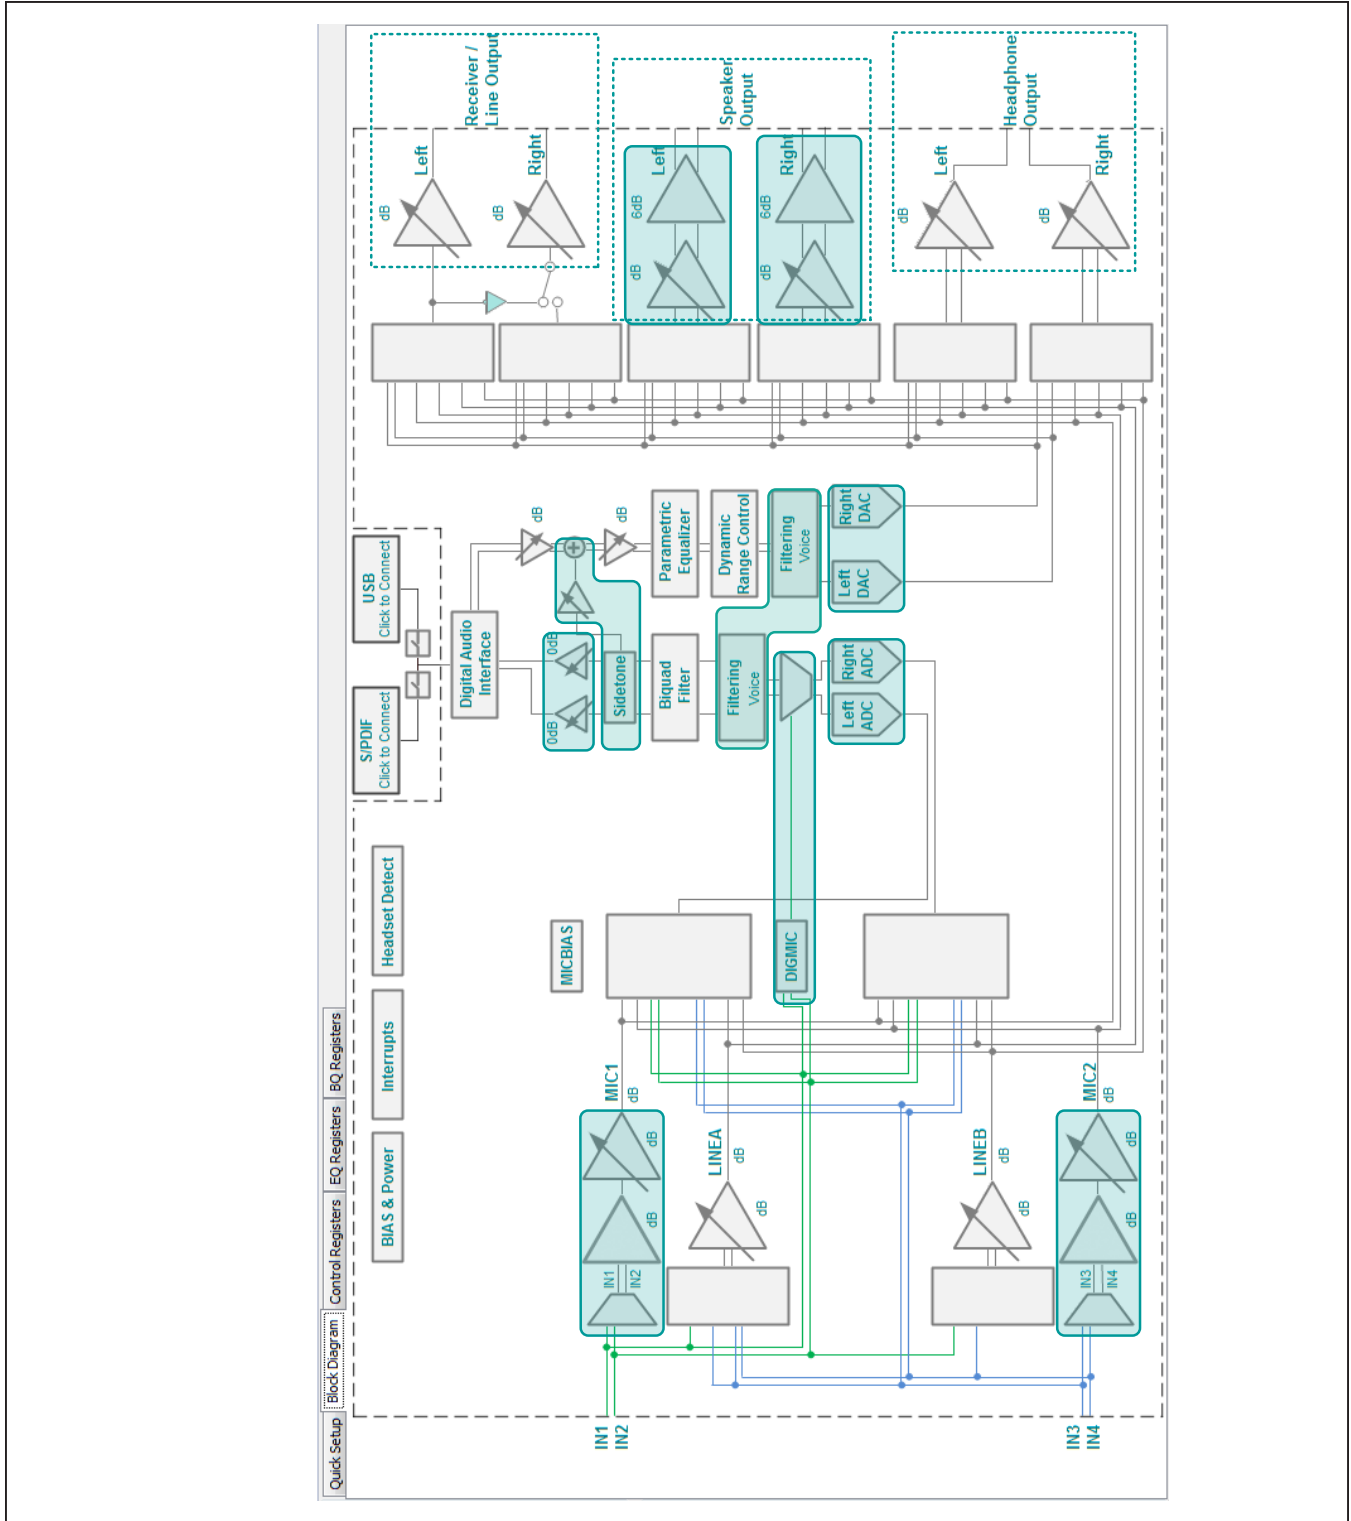 Quick Setup
Block Diagram
Control Registers
EQ Registers
BQ Registers
BIAS & Power
Interrupts
Headset Detect
S/PDIF
Click to Connect
USB
Click to Connect
Digital Audio
Interface
Receiver /
Line Output
Left
dB
Right
dB
Speaker
Output
Left
6dB
dB
Right
6dB
dB
Headphone
Output
Left
dB
Right
dB
dB
dB
0dB
0dB
Sidetone
Parametric
Equalizer
Dynamic
Range Control
Filtering
Voice
Right
DAC
Left
DAC
Biquad
Filter
Filtering
Voice
Right
ADC
Left
ADC
MICBIAS
DIGMIC
MIC1
dB
dB
dB
IN1
IN2
LINEA
dB
dB
LINEB
dB
dB
MIC2
dB
dB
dB
IN3
IN4
IN1
IN2
IN3
IN4